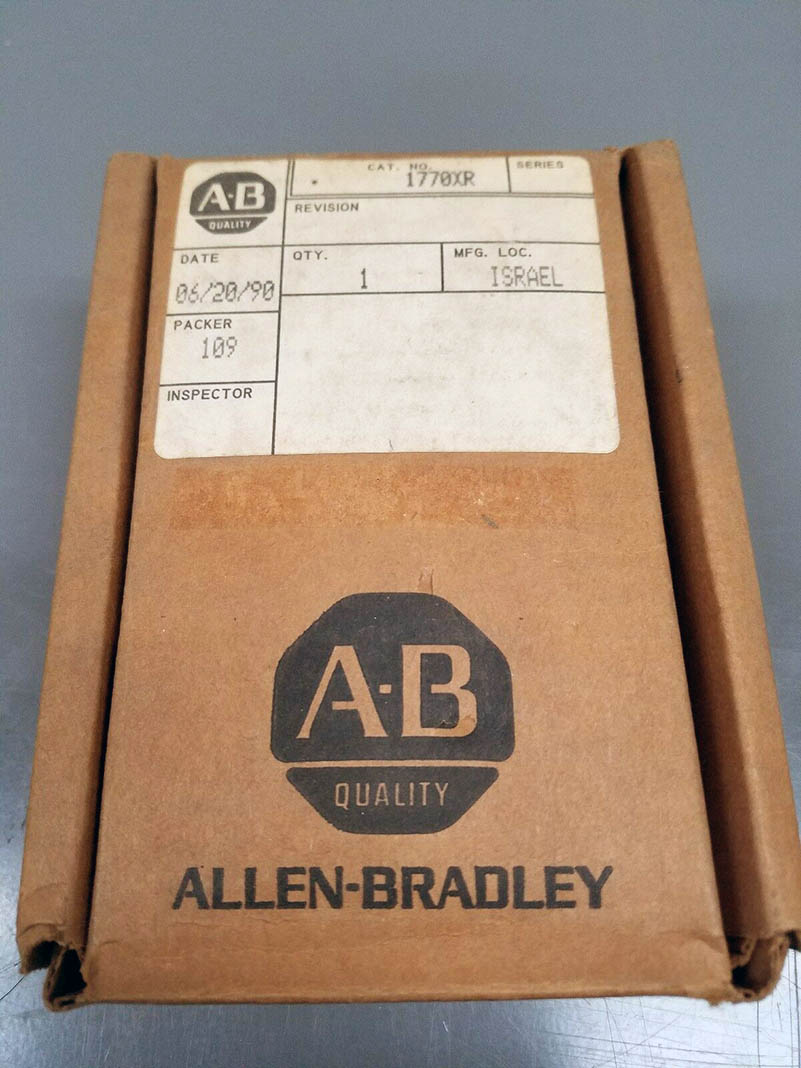 A·B
QUALITY
CAT. NO.
1770XR
SERIES
REVISION
DATE
06/20/90
QTY.
1
MFG. LOC.
ISRAEL
PACKER
109
INSPECTOR
A·B
QUALITY
ALLEN-BRADLEY